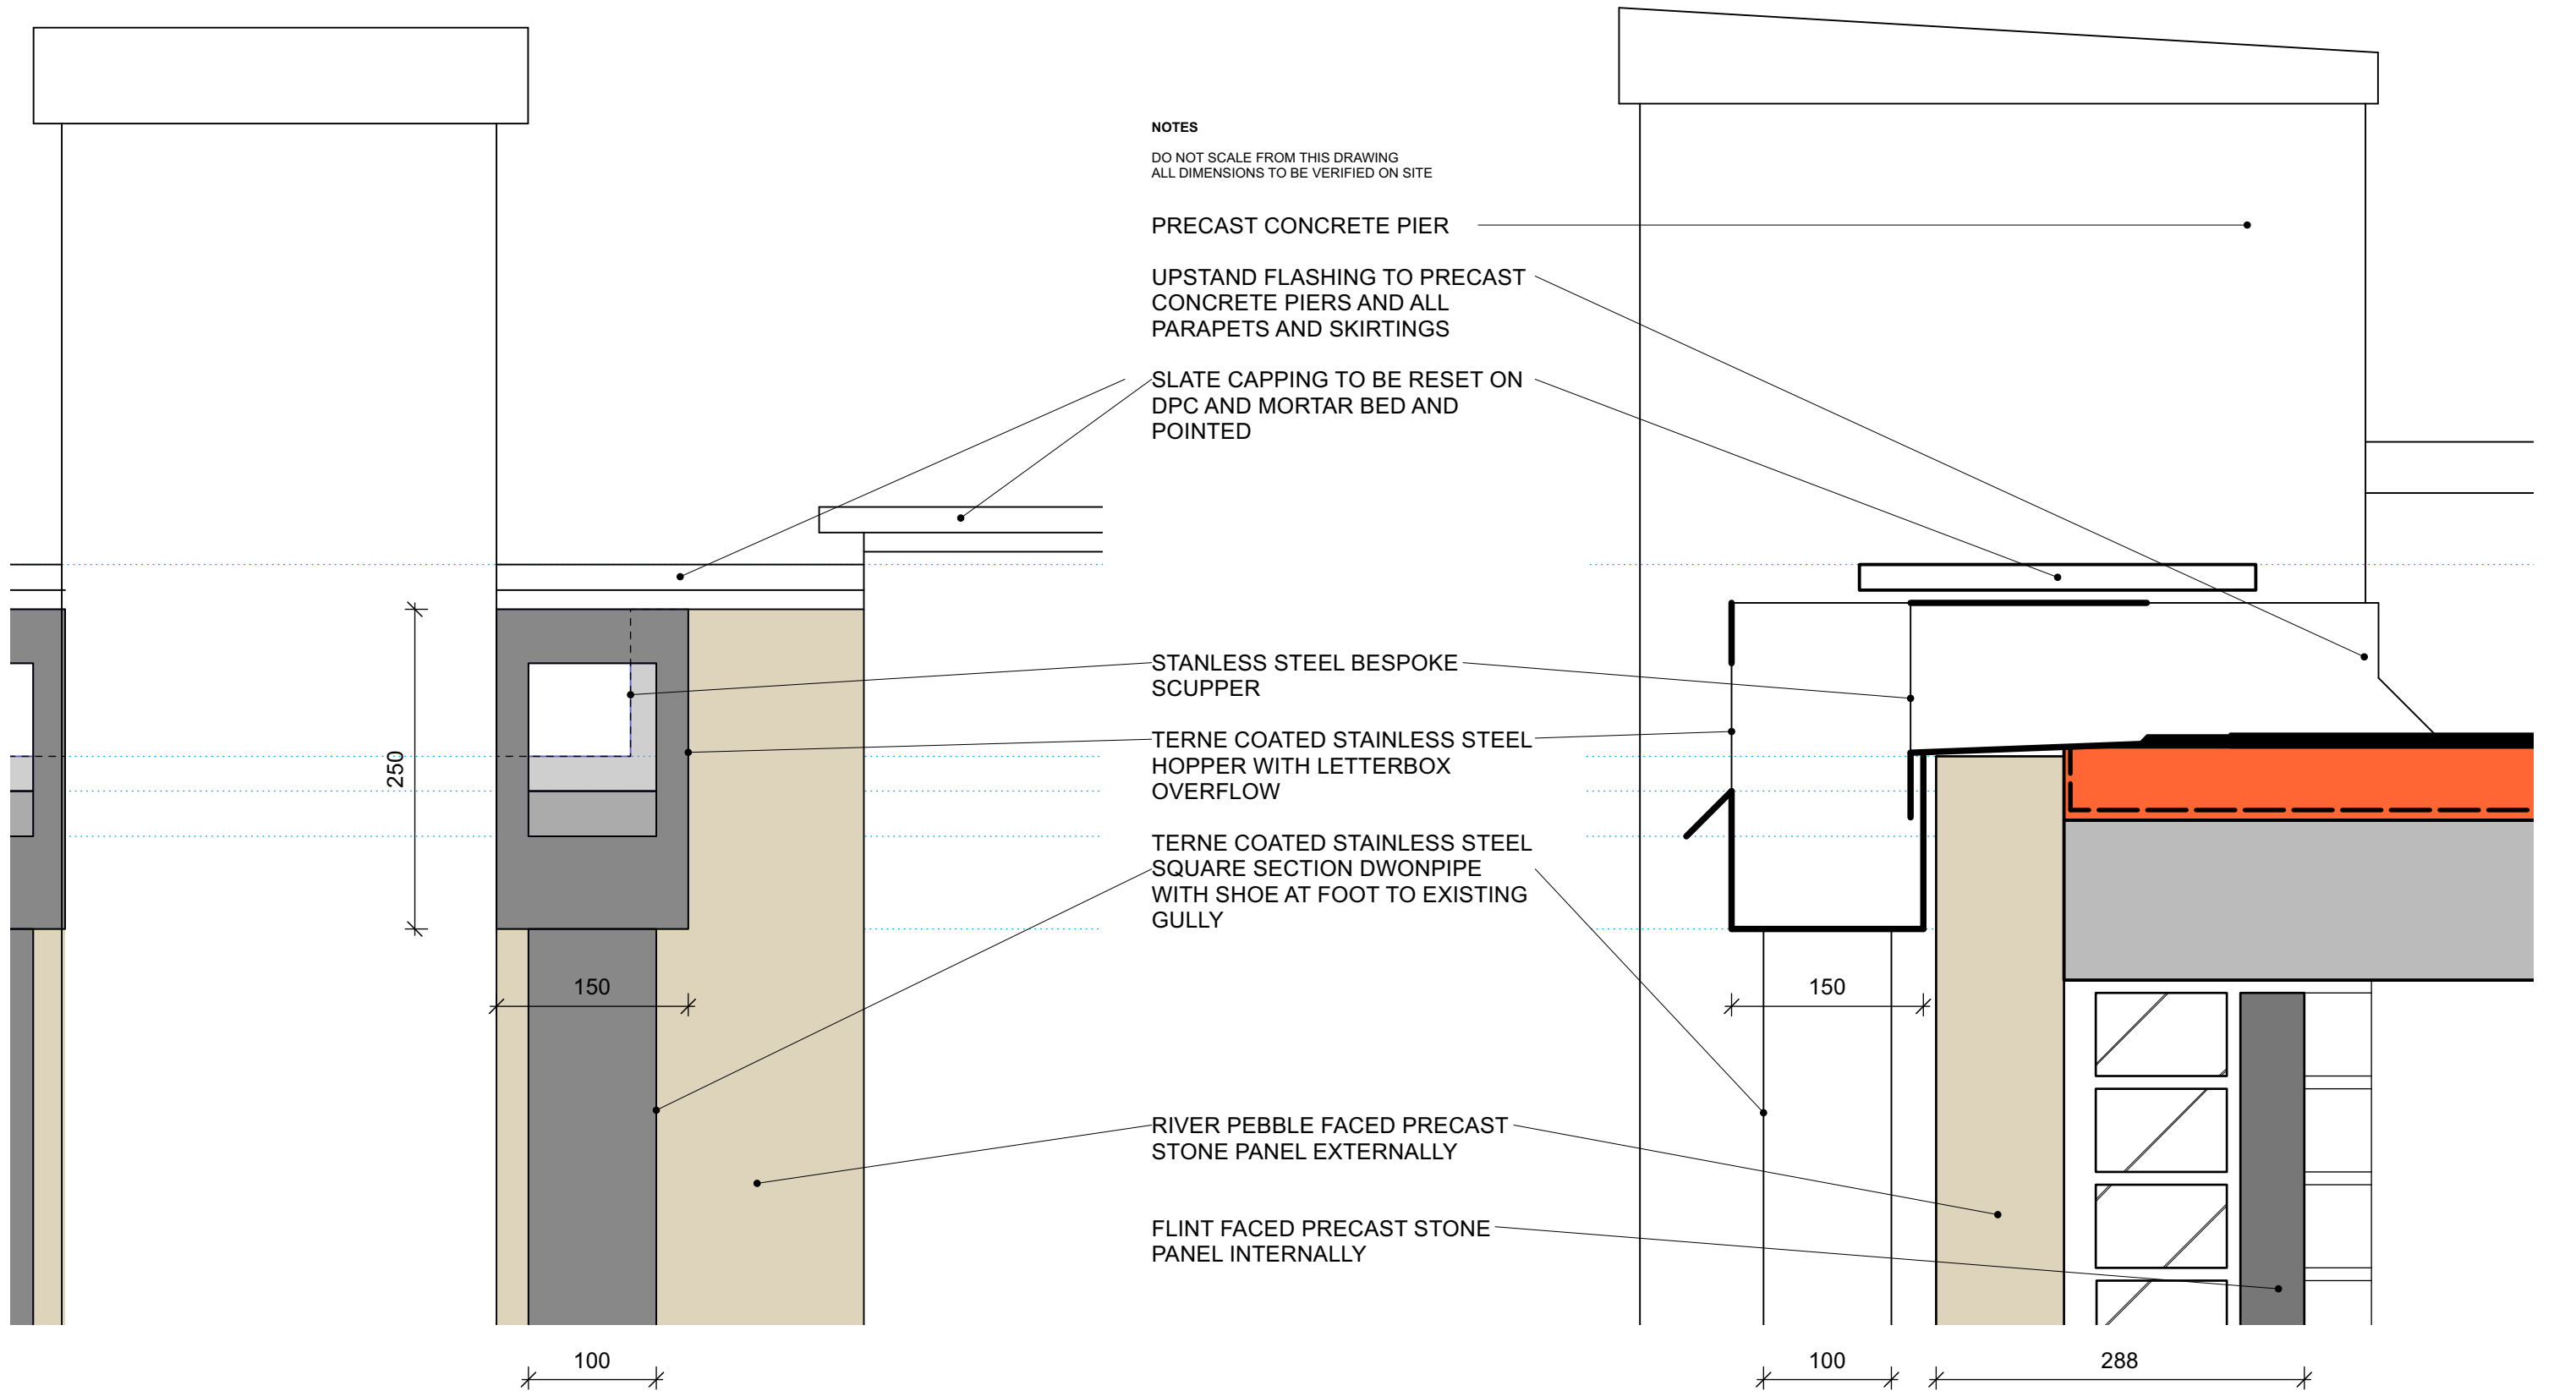 NOTES
DO NOT SCALE FROM THIS DRAWING
ALL DIMENSIONS TO BE VERIFIED ON SITE
PRECAST CONCRETE PIER
UPSTAND FLASHING TO PRECAST
CONCRETE PIERS AND ALL
PARAPETS AND SKIRTINGS
SLATE CAPPING TO BE RESET ON
DPC AND MORTAR BED AND
POINTED
STANLESS STEEL BESPOKE
SCUPPER
TERNE COATED STAINLESS STEEL
HOPPER WITH LETTERBOX
OVERFLOW
TERNE COATED STAINLESS STEEL
SQUARE SECTION DWONPIPE
WITH SHOE AT FOOT TO EXISTING
GULLY
RIVER PEBBLE FACED PRECAST
STONE PANEL EXTERNALLY
FLINT FACED PRECAST STONE
PANEL INTERNALLY
250
150
150
100
100
288